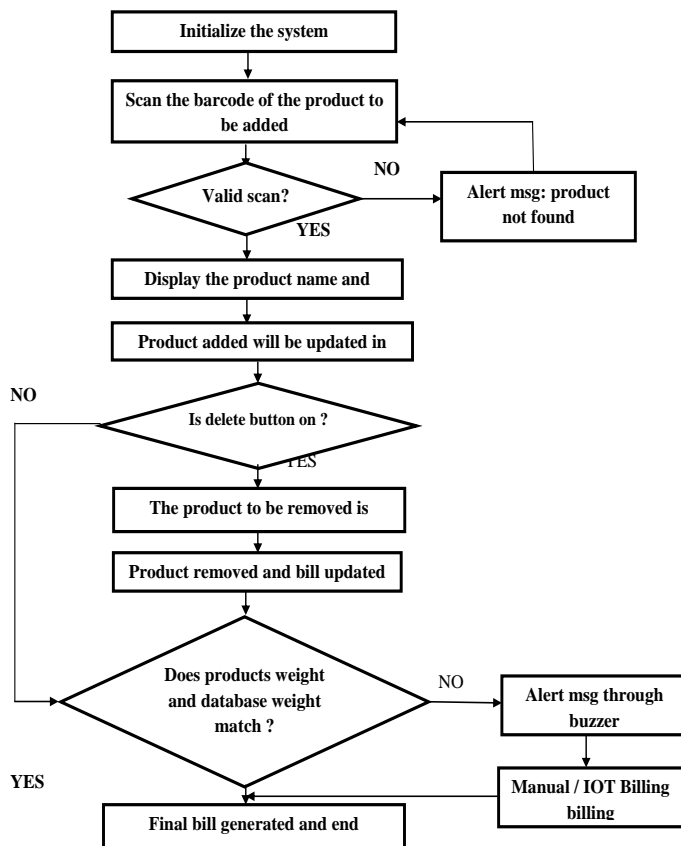 Initialize the system
Scan the barcode of the product to
be added
NO
Valid scan?
Alert msg: product
not found
YES
Display the product name and
Product added will be updated in
NO
Is delete button on ?
YES
The product to be removed is
Product removed and bill updated
Does products weight
and database weight
match ?
NO
Alert msg through
buzzer
YES
Manual / IOT Billing
billing
Final bill generated and end